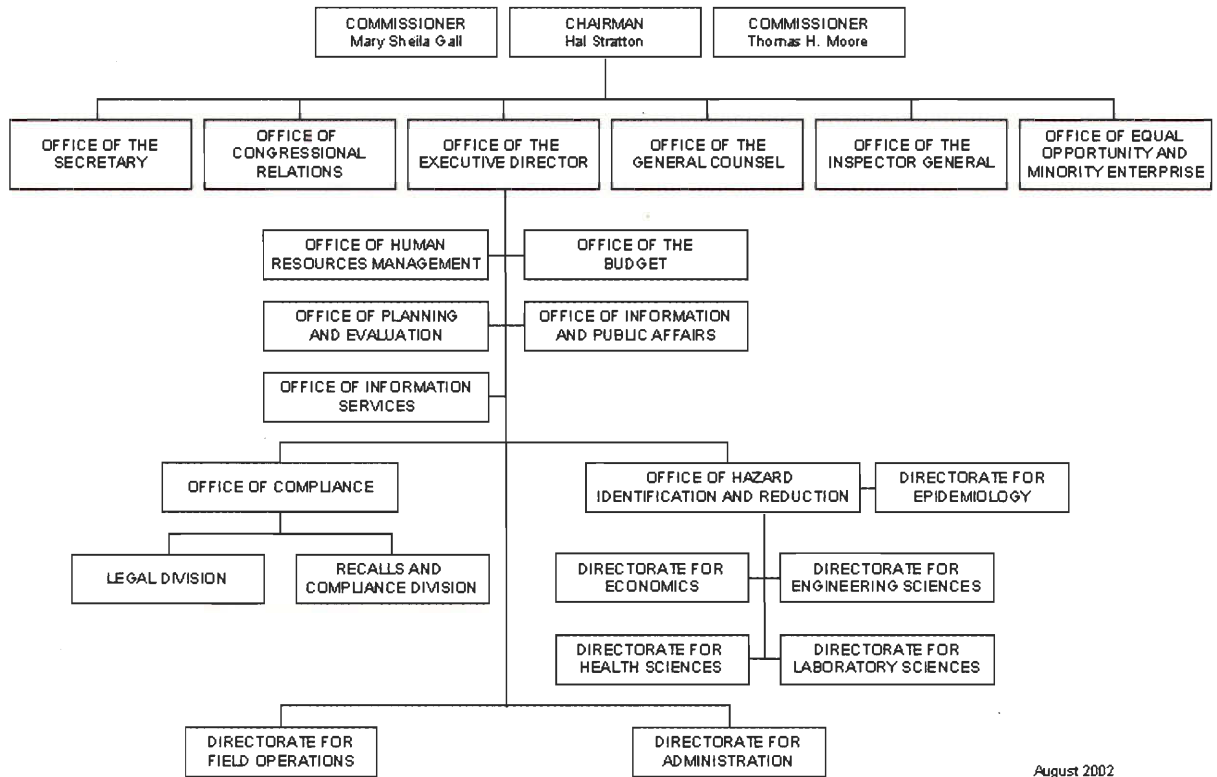 COMMISSIONER
Mary Sheila Gall
CHAIRMAN
Hal Stratton
COMMISSIONER
Thomas H. Moore
OFFICE OF THE
SECRETARY
OFFICE OF
CONGRESSIONAL
RELATIONS
OFFICE OF THE
EXECUTIVE DIRECTOR
OFFICE OF THE
GENERAL COUNSEL
OFFICE OF THE
INSPECTOR GENERAL
OFFICE OF EQUAL
OPPORTUNITY AND
MINORITY ENTERPRISE
OFFICE OF HUMAN
RESOURCES MANAGEMENT
OFFICE OF THE
BUDGET
OFFICE OF PLANNING
AND EVALUATION
OFFICE OF INFORMATION
AND PUBLIC AFFAIRS
OFFICE OF INFORMATION
SERVICES
OFFICE OF COMPLIANCE
OFFICE OF HAZARD
IDENTIFICATION AND REDUCTION
DIRECTORATE FOR
EPIDEMIOLOGY
LEGAL DIVISION
RECALLS AND
COMPLIANCE DIVISION
DIRECTORATE FOR
ECONOMICS
DIRECTORATE FOR
ENGINEERING SCIENCES
DIRECTORATE FOR
HEALTH SCIENCES
DIRECTORATE FOR
LABORATORY SCIENCES
DIRECTORATE FOR
FIELD OPERATIONS
DIRECTORATE FOR
ADMINISTRATION
August 2002